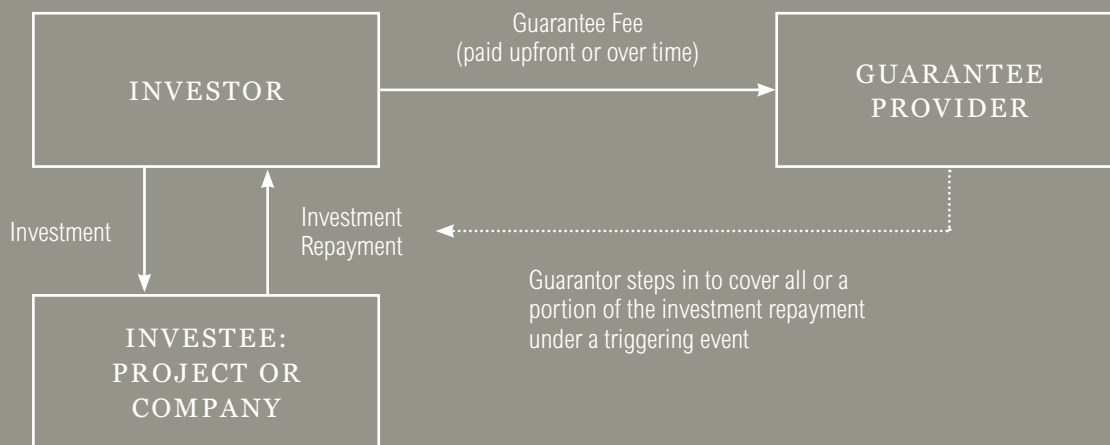 INVESTOR
Guarantee Fee
(paid upfront or over time)
GUARANTEE
PROVIDER
Investment
Investment
Repayment
Guarantor steps in to cover all or a
portion of the investment repayment
under a triggering event
INVESTEE:
PROJECT OR
COMPANY